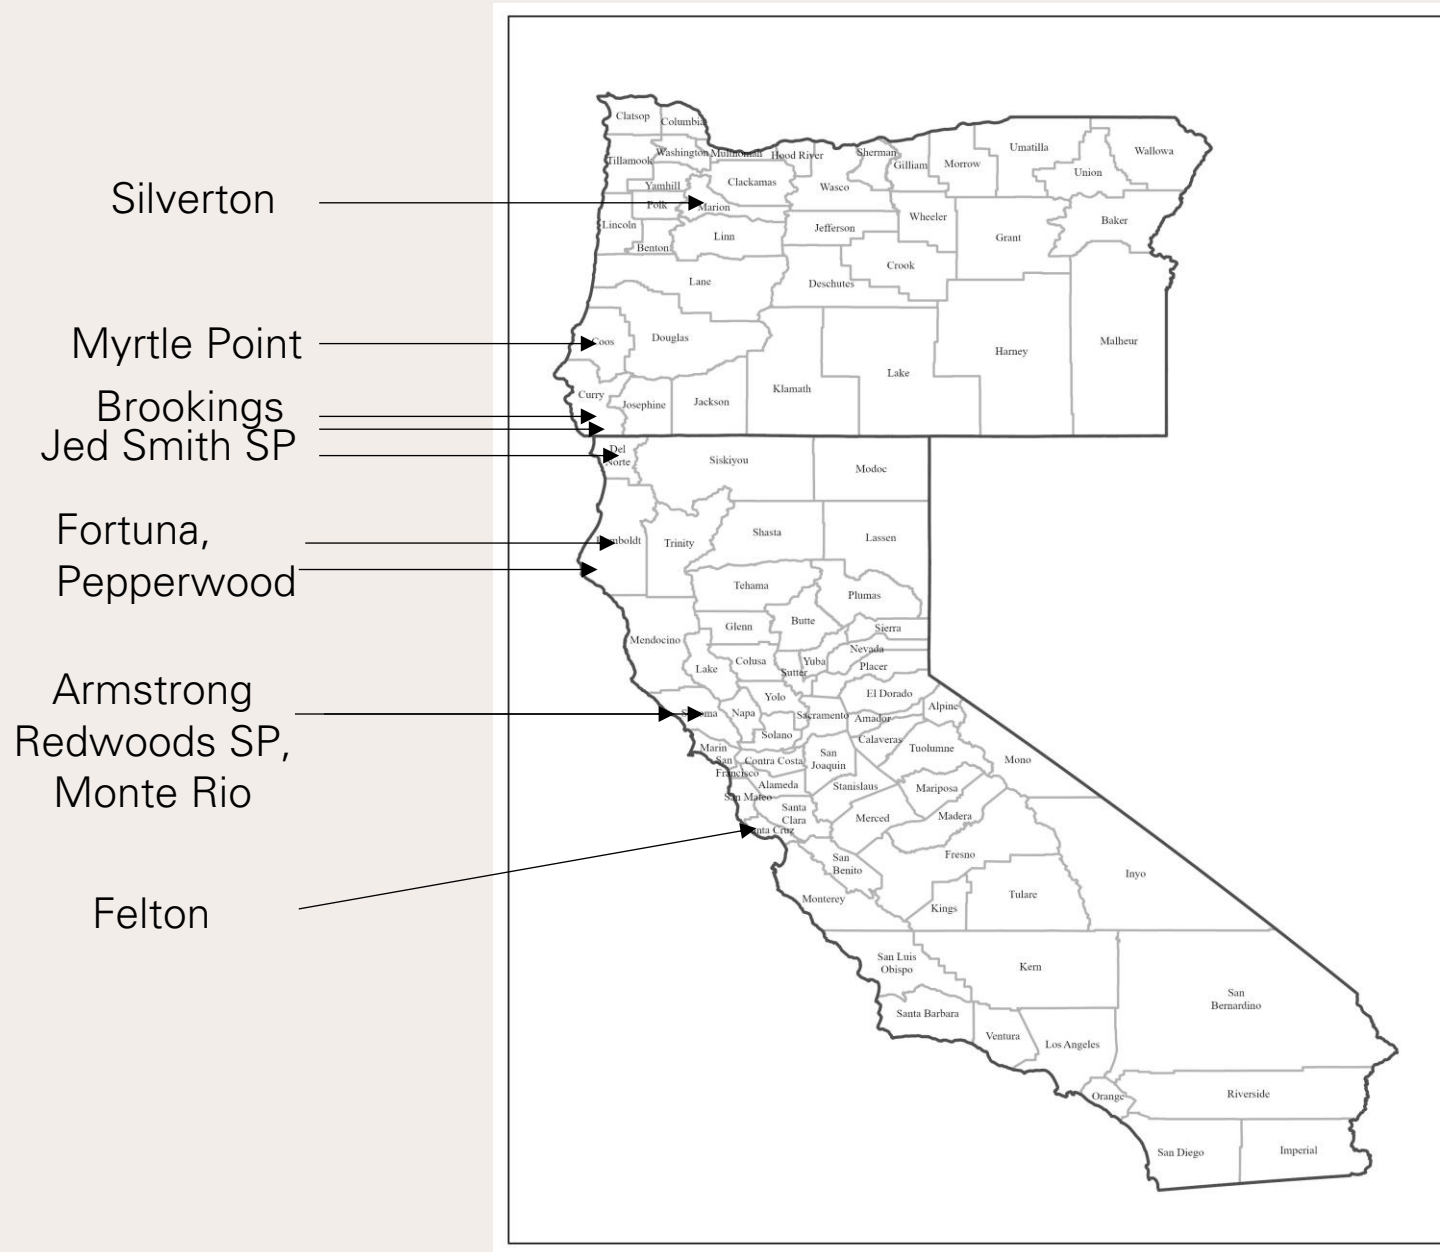 Silverton
Myrtle Point
Brookings
Jed Smith SP
Fortuna,
Pepperwood
Armstrong
Redwoods SP,
Monte Rio
Felton
Clatsop
Columbia
Tillamook
Washington
Multnomah
Hood River
Sherman
Gilliam
Morrow
Umatilla
Union
Wallowa
Yamhill
Clackamas
Wasco
Polk
Marion
Wheeler
Baker
Lincoln
Benton
Linn
Jefferson
Grant
Crook
Lane
Deschutes
Coos
Douglas
Harney
Malheur
Lake
Klamath
Curry
Josephine
Jackson
Del
Norte
Siskiyou
Modoc
mboldt
Trinity
Shasta
Lassen
Tehama
Plumas
Glenn
Butte
Sierra
Mendocino
Nevada
Lake
Colusa
Yuba
Sutter
Placer
Yolo
El Dorado
Napa
Sacramento
Amador
Alpine
Solano
Calaveras
Marin
San
Francisco
Contra Costa
San
Joaquin
Tuolumne
Mono
Alameda
Stanislaus
Mariposa
San Mateo
Santa
Clara
Merced
Madera
nta Cruz
San
Benito
Fresno
Inyo
Monterey
Kings
Tulare
San Luis
Obispo
Kern
San
Bernardino
Santa Barbara
Ventura
Los Angeles
Orange
Riverside
San Diego
Imperial